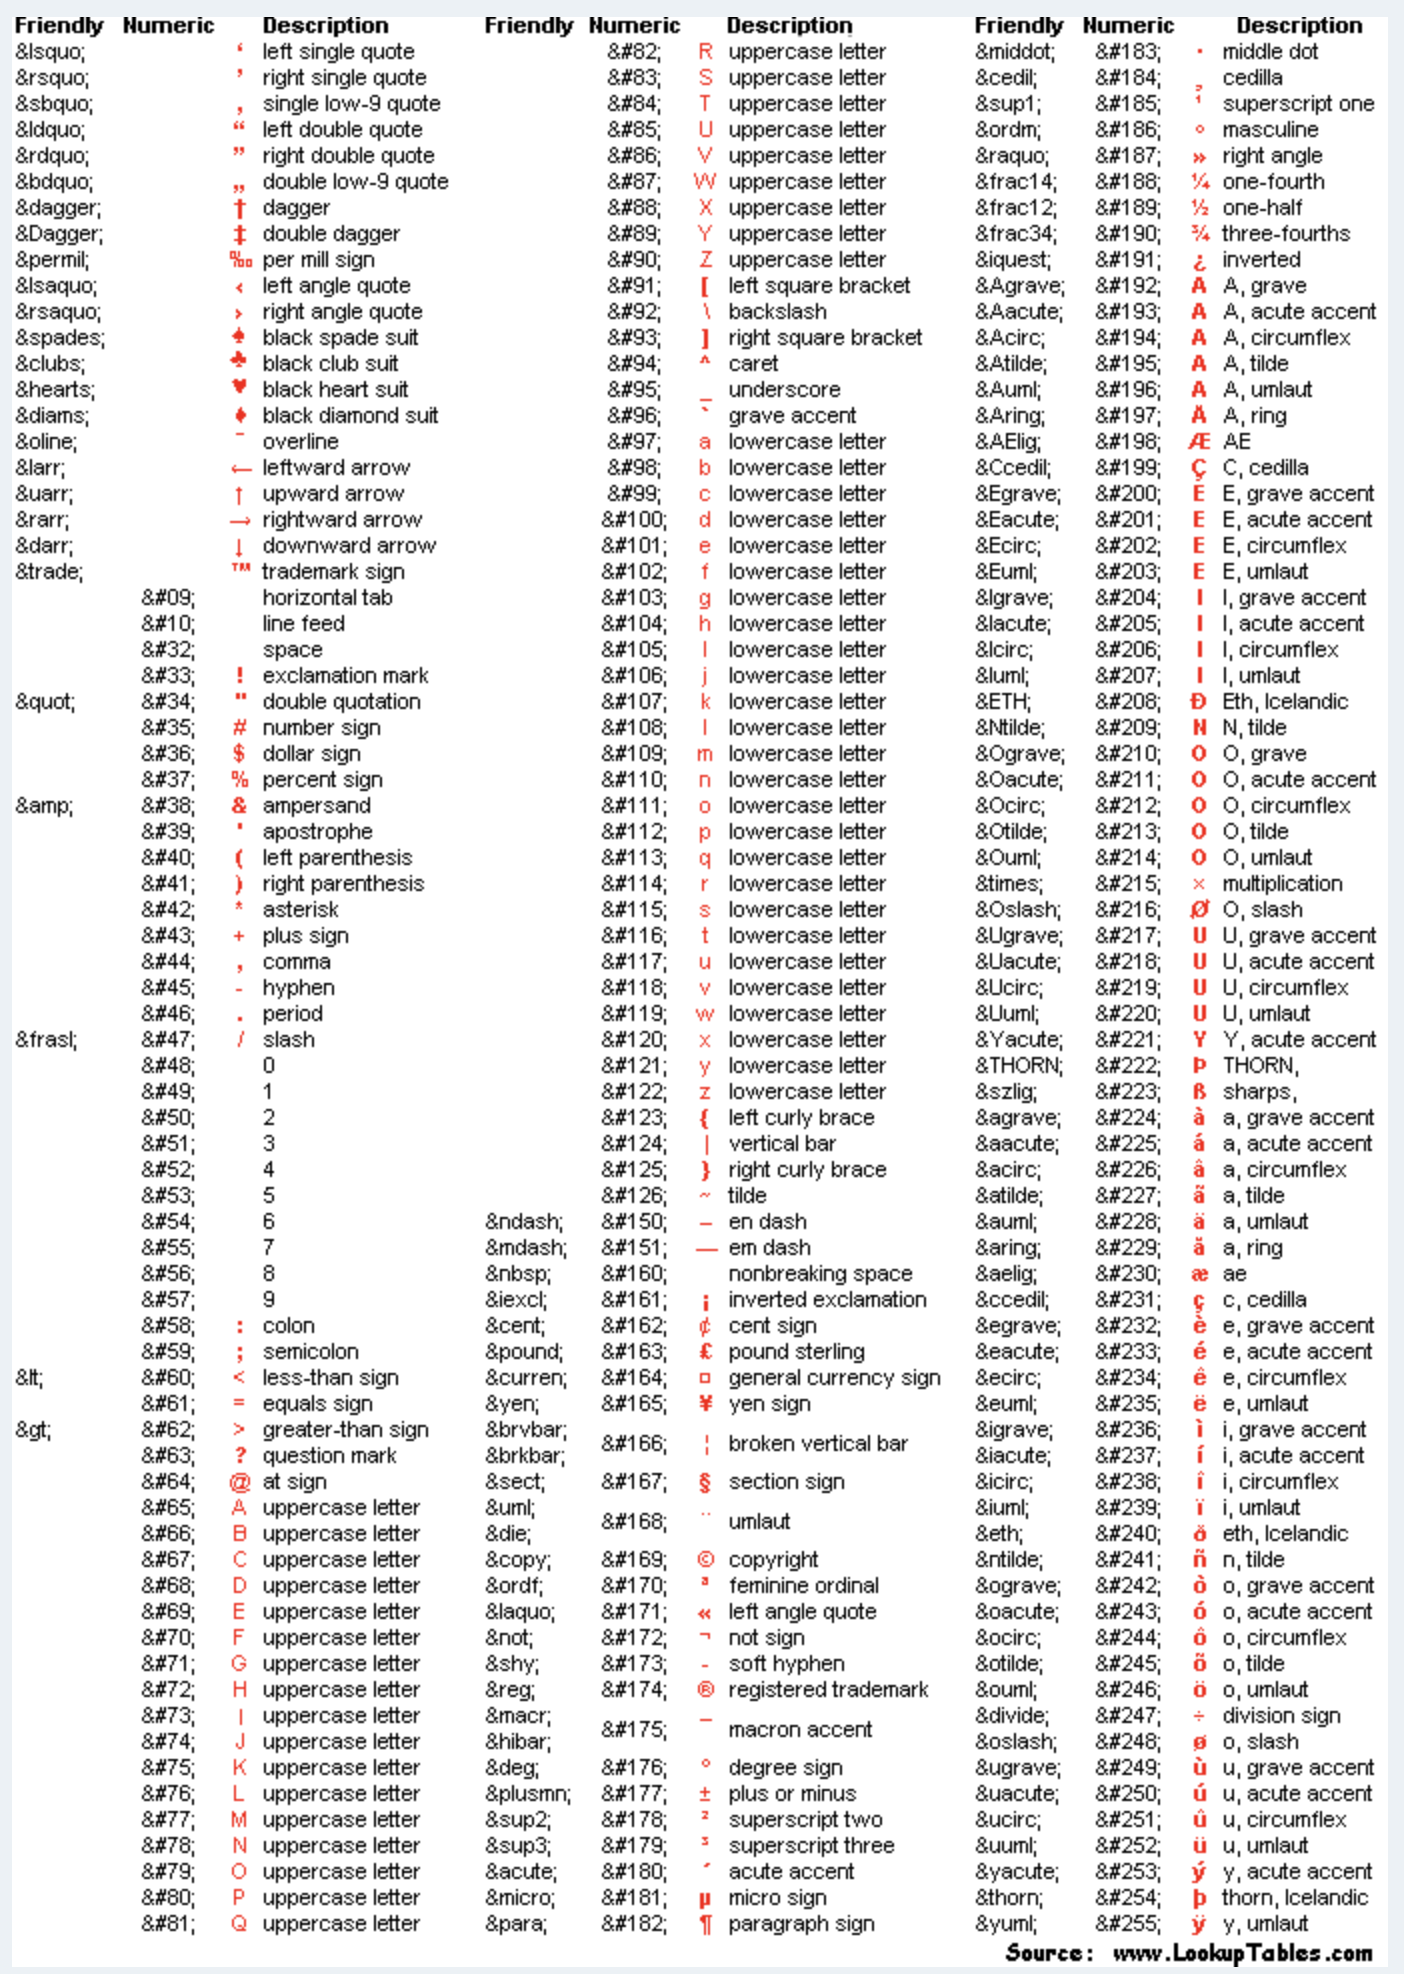 Friendly Numeric Description
&lsquo; ‘ left single quote
&rsquo; ’ right single quote
&sbquo; ‚ single low-9 quote
&ldquo; “ left double quote
&rdquo; ” right double quote
&bdquo; „ double low-9 quote
&dagger; † dagger
&Dagger; ‡ double dagger
&permil; ‰ per mill sign
&lsaquo; ‹ left angle quote
&rsaquo; › right angle quote
&spades; ♠ black spade suit
&clubs; ♣ black club suit
&hearts; ♥ black heart suit
&diams; ♦ black diamond suit
&oline; ‾ overline
&larr; ← leftward arrow
&uarr; ↑ upward arrow
&rarr; → rightward arrow
&darr; ↓ downward arrow
&trade; ™ trademark sign
&#09; horizontal tab
&#10; line feed
&#32; space
&#33; ! exclamation mark
&quot; &#34; " double quotation
&#35; # number sign
&#36; $ dollar sign
&#37; % percent sign
&amp; &#38; & ampersand
&#39; ' apostrophe
&#40; ( left parenthesis
&#41; ) right parenthesis
&#42; * asterisk
&#43; + plus sign
&#44; , comma
&#45; - hyphen
&#46; . period
&frasl; &#47; / slash
&#48; 0
&#49; 1
&#50; 2
&#51; 3
&#52; 4
&#53; 5
&#54; 6
&#55; 7
&#56; 8
&#57; 9
&#58; : colon
&#59; ; semicolon
&lt; &#60; < less-than sign
&#61; = equals sign
&gt; &#62; > greater-than sign
&#63; ? question mark
&#64; @ at sign
&#65; A uppercase letter
&#66; B uppercase letter
&#67; C uppercase letter
&#68; D uppercase letter
&#69; E uppercase letter
&#70; F uppercase letter
&#71; G uppercase letter
&#72; H uppercase letter
&#73; I uppercase letter
&#74; J uppercase letter
&#75; K uppercase letter
&#76; L uppercase letter
&#77; M uppercase letter
&#78; N uppercase letter
&#79; O uppercase letter
&#80; P uppercase letter
&#81; Q uppercase letter
Friendly Numeric Description
&#82; R uppercase letter
&#83; S uppercase letter
&#84; T uppercase letter
&#85; U uppercase letter
&#86; V uppercase letter
&#87; W uppercase letter
&#88; X uppercase letter
&#89; Y uppercase letter
&#90; Z uppercase letter
&#91; [ left square bracket
&#92; \ backslash
&#93; ] right square bracket
&#94; ^ caret
&#95; _ underscore
&#96; ` grave accent
&#97; a lowercase letter
&#98; b lowercase letter
&#99; c lowercase letter
&#100; d lowercase letter
&#101; e lowercase letter
&#102; f lowercase letter
&#103; g lowercase letter
&#104; h lowercase letter
&#105; I lowercase letter
&#106; j lowercase letter
&#107; k lowercase letter
&#108; l lowercase letter
&#109; m lowercase letter
&#110; n lowercase letter
&#111; o lowercase letter
&#112; p lowercase letter
&#113; q lowercase letter
&#114; r lowercase letter
&#115; s lowercase letter
&#116; t lowercase letter
&#117; u lowercase letter
&#118; v lowercase letter
&#119; w lowercase letter
&#120; x lowercase letter
&#121; y lowercase letter
&#122; z lowercase letter
&#123; { left curly brace
&#124; | vertical bar
&#125; } right curly brace
&#126; ~ tilde
&ndash; &#150; – en dash
&mdash; &#151; — em dash
&nbsp; &#160; nonbreaking space
&iexcl; &#161; ¡ inverted exclamation
&cent; &#162; ¢ cent sign
&pound; &#163; £ pound sterling
&curren; &#164; ¤ general currency sign
&yen; &#165; ¥ yen sign
&brvbar;
&brkbar; &#166; ¦ broken vertical bar
&sect; &#167; § section sign
&uml;
&die; &#168; ¨ umlaut
&copy; &#169; © copyright
&ordf; &#170; ª feminine ordinal
&laquo; &#171; « left angle quote
&not; &#172; ¬ not sign
&shy; &#173; - soft hyphen
&reg; &#174; ® registered trademark
&macr;
&hibar; &#175; ¯ macron accent
&deg; &#176; ° degree sign
&plusmn; &#177; ± plus or minus
&sup2; &#178; ² superscript two
&sup3; &#179; ³ superscript three
&acute; &#180; ´ acute accent
&micro; &#181; µ micro sign
&para; &#182; ¶ paragraph sign
Friendly Numeric Description
&middot; &#183; · middle dot
&cedil; &#184; ¸ cedilla
&sup1; &#185; ¹ superscript one
&ordm; &#186; º masculine
&raquo; &#187; » right angle
&frac14; &#188; ¼ one-fourth
&frac12; &#189; ½ one-half
&frac34; &#190; ¾ three-fourths
&iquest; &#191; ¿ inverted
&Agrave; &#192; A A, grave
&Aacute; &#193; A A, acute accent
&Acirc; &#194; A A, circumflex
&Atilde; &#195; A A, tilde
&Auml; &#196; A A, umlaut
&Aring; &#197; Å A, ring
&AElig; &#198; Æ AE
&Ccedil; &#199; Ç C, cedilla
&Egrave; &#200; E E, grave accent
&Eacute; &#201; E E, acute accent
&Ecirc; &#202; E E, circumflex
&Euml; &#203; E E, umlaut
&Igrave; &#204; I I, grave accent
&Iacute; &#205; I I, acute accent
&Icirc; &#206; I I, circumflex
&Iuml; &#207; I I, umlaut
&ETH; &#208; Ð Eth, Icelandic
&Ntilde; &#209; N N, tilde
&Ograve; &#210; O O, grave
&Oacute; &#211; O O, acute accent
&Ocirc; &#212; O O, circumflex
&Otilde; &#213; O O, tilde
&Ouml; &#214; O O, umlaut
&times; &#215; × multiplication
&Oslash; &#216; Ø O, slash
&Ugrave; &#217; U U, grave accent
&Uacute; &#218; U U, acute accent
&Ucirc; &#219; U U, circumflex
&Uuml; &#220; U U, umlaut
&Yacute; &#221; Y Y, acute accent
&THORN; &#222; Þ THORN,
&szlig; &#223; ß sharps,
&agrave; &#224; à a, grave accent
&aacute; &#225; á a, acute accent
&acirc; &#226; â a, circumflex
&atilde; &#227; ã a, tilde
&auml; &#228; ä a, umlaut
&aring; &#229; å a, ring
&aelig; &#230; æ ae
&ccedil; &#231; ç c, cedilla
&egrave; &#232; è e, grave accent
&eacute; &#233; é e, acute accent
&ecirc; &#234; ê e, circumflex
&euml; &#235; ë e, umlaut
&igrave; &#236; ì i, grave accent
&iacute; &#237; í i, acute accent
&icirc; &#238; î i, circumflex
&iuml; &#239; ï i, umlaut
&eth; &#240; ð eth, Icelandic
&ntilde; &#241; ñ n, tilde
&ograve; &#242; ò o, grave accent
&oacute; &#243; ó o, acute accent
&ocirc; &#244; ô o, circumflex
&otilde; &#245; õ o, tilde
&ouml; &#246; ö o, umlaut
&divide; &#247; ÷ division sign
&oslash; &#248; ø o, slash
&ugrave; &#249; ù u, grave accent
&uacute; &#250; ú u, acute accent
&ucirc; &#251; û u, circumflex
&uuml; &#252; ü u, umlaut
&yacute; &#253; ý y, acute accent
&thorn; &#254; þ thorn, Icelandic
&yuml; &#255; ÿ y, umlaut
Source: www.LookupTables.com